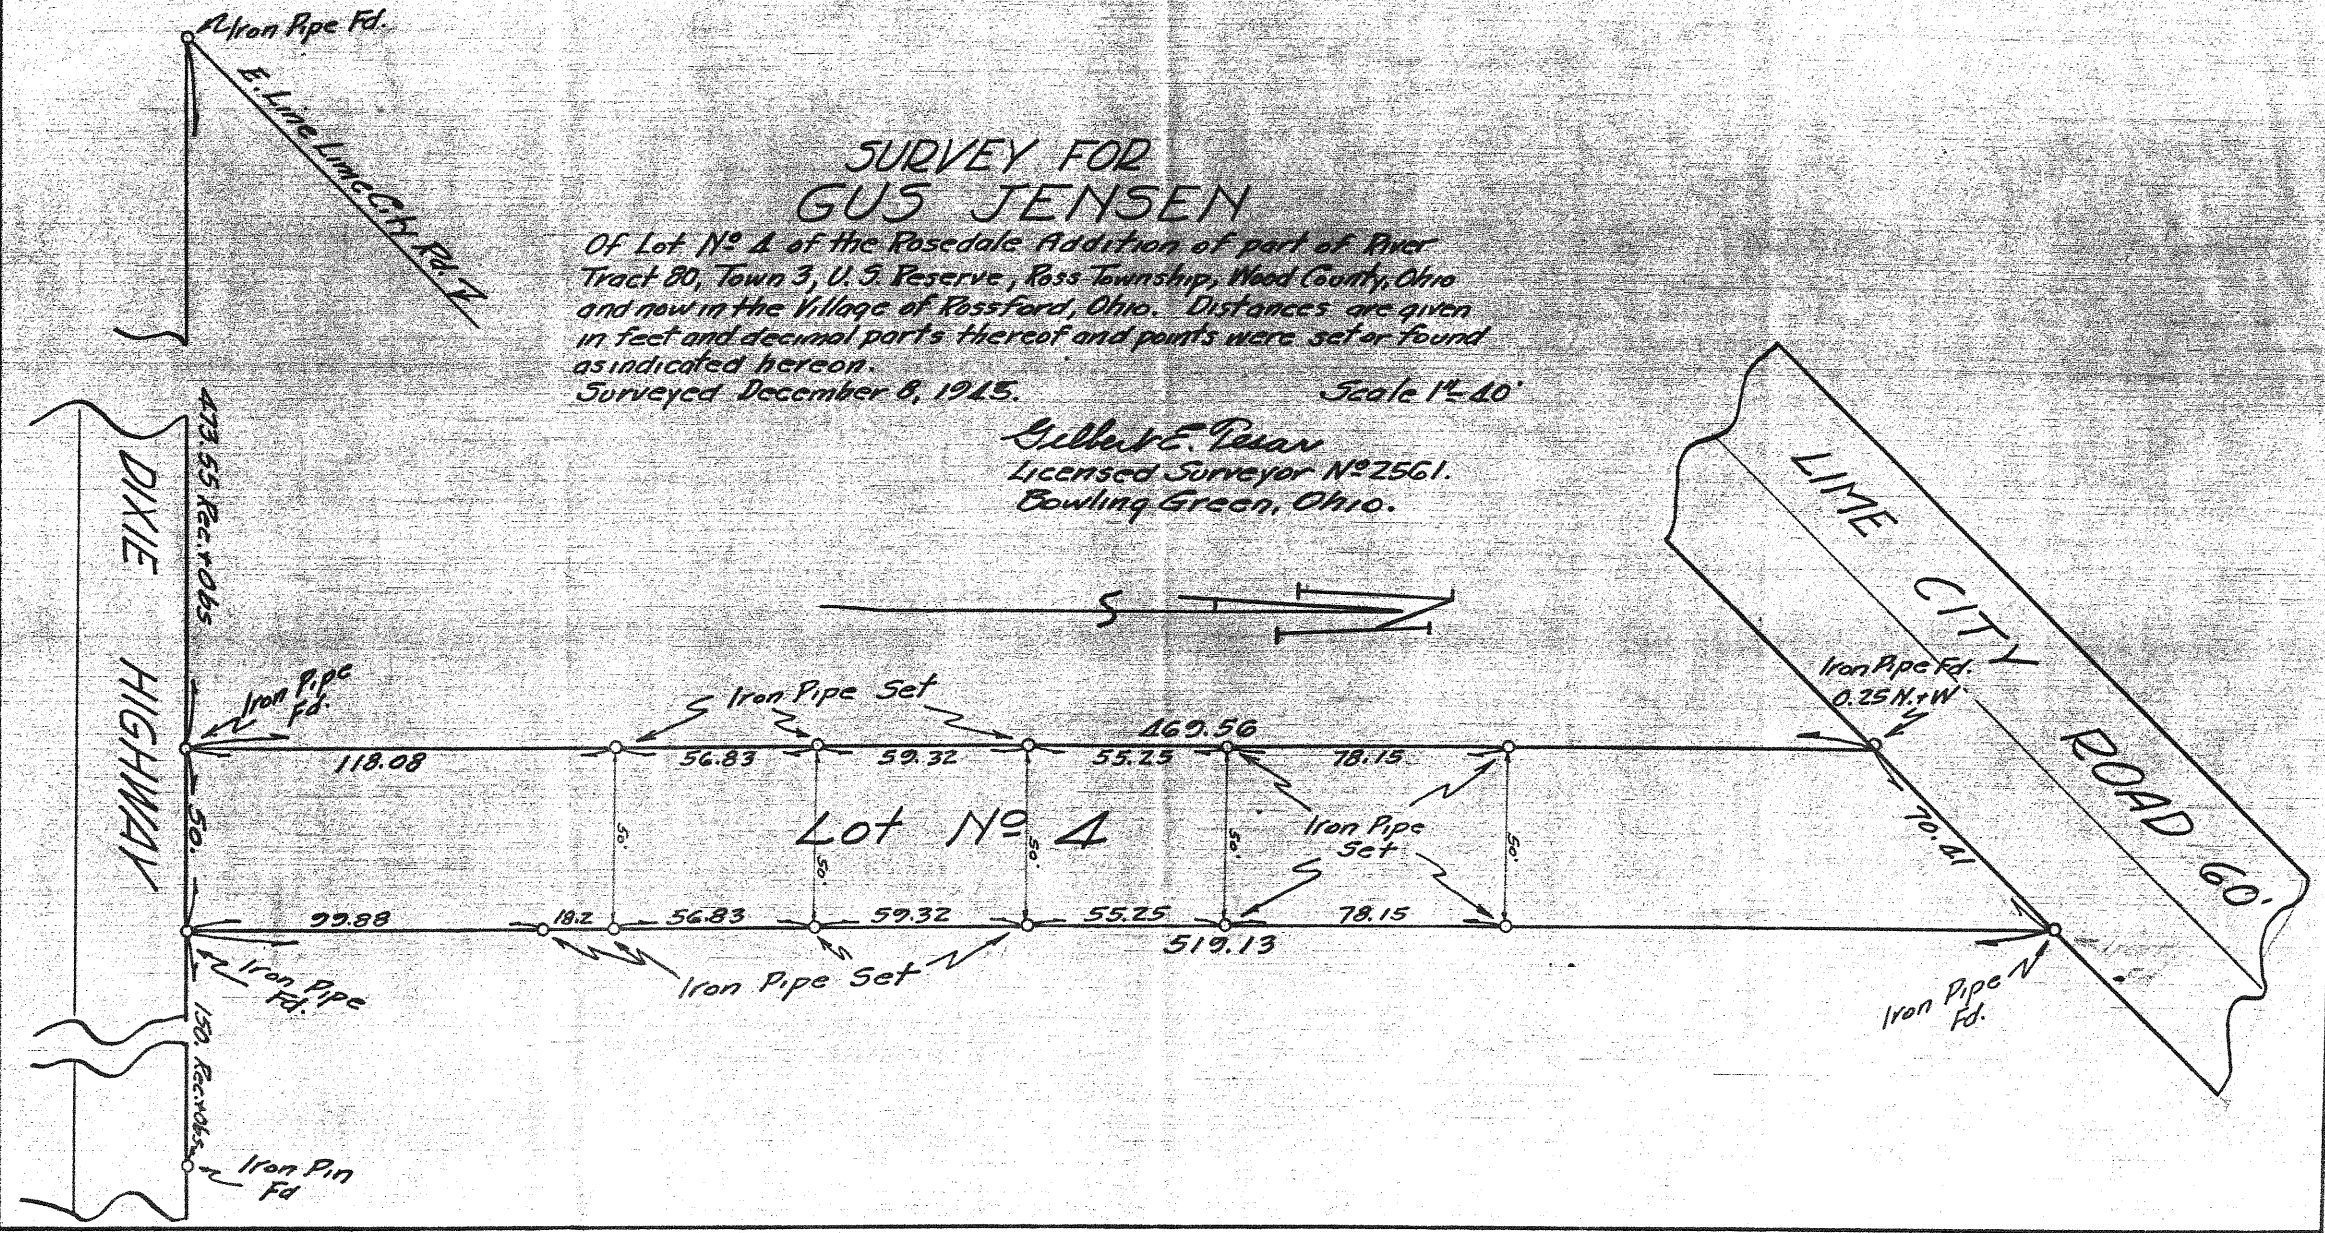 Iron Pipe Fd.
E. Line Lime City Rd.
SURVEY FOR
GUS JENSEN
Of Lot Nº 4 of the Rosedale Addition of part of River
Tract 80, Town 3, U.S. Reserve, Ross Township, Wood County, Ohio
and now in the Village of Rossford, Ohio. Distances are given
in feet and decimal parts thereof and points were set or found
as indicated hereon.
Surveyed December 8, 1945.
Scale 1"=40'
Gilbert E.
Licensed Surveyor Nº 2561.
Bowling Green, Ohio.
473.55 Rec.+Obs
DIXIE HIGHWAY
LIME CITY ROAD 60'
Iron Pipe
Fd.
Iron Pipe Set
Iron Pipe Fd.
0.25 N.+W.
469.56
118.08
56.83
59.32
55.25
78.15
50.
Lot Nº 4
50'.
50'.
50'.
50'.
50'.
Iron Pipe
Set
70.41
99.88
18.2
56.83
59.32
55.25
78.15
519.13
Iron Pipe
Fd.
Iron Pipe Set
Iron Pipe
Fd.
150. Rec.+Obs.
Iron Pin
Fd